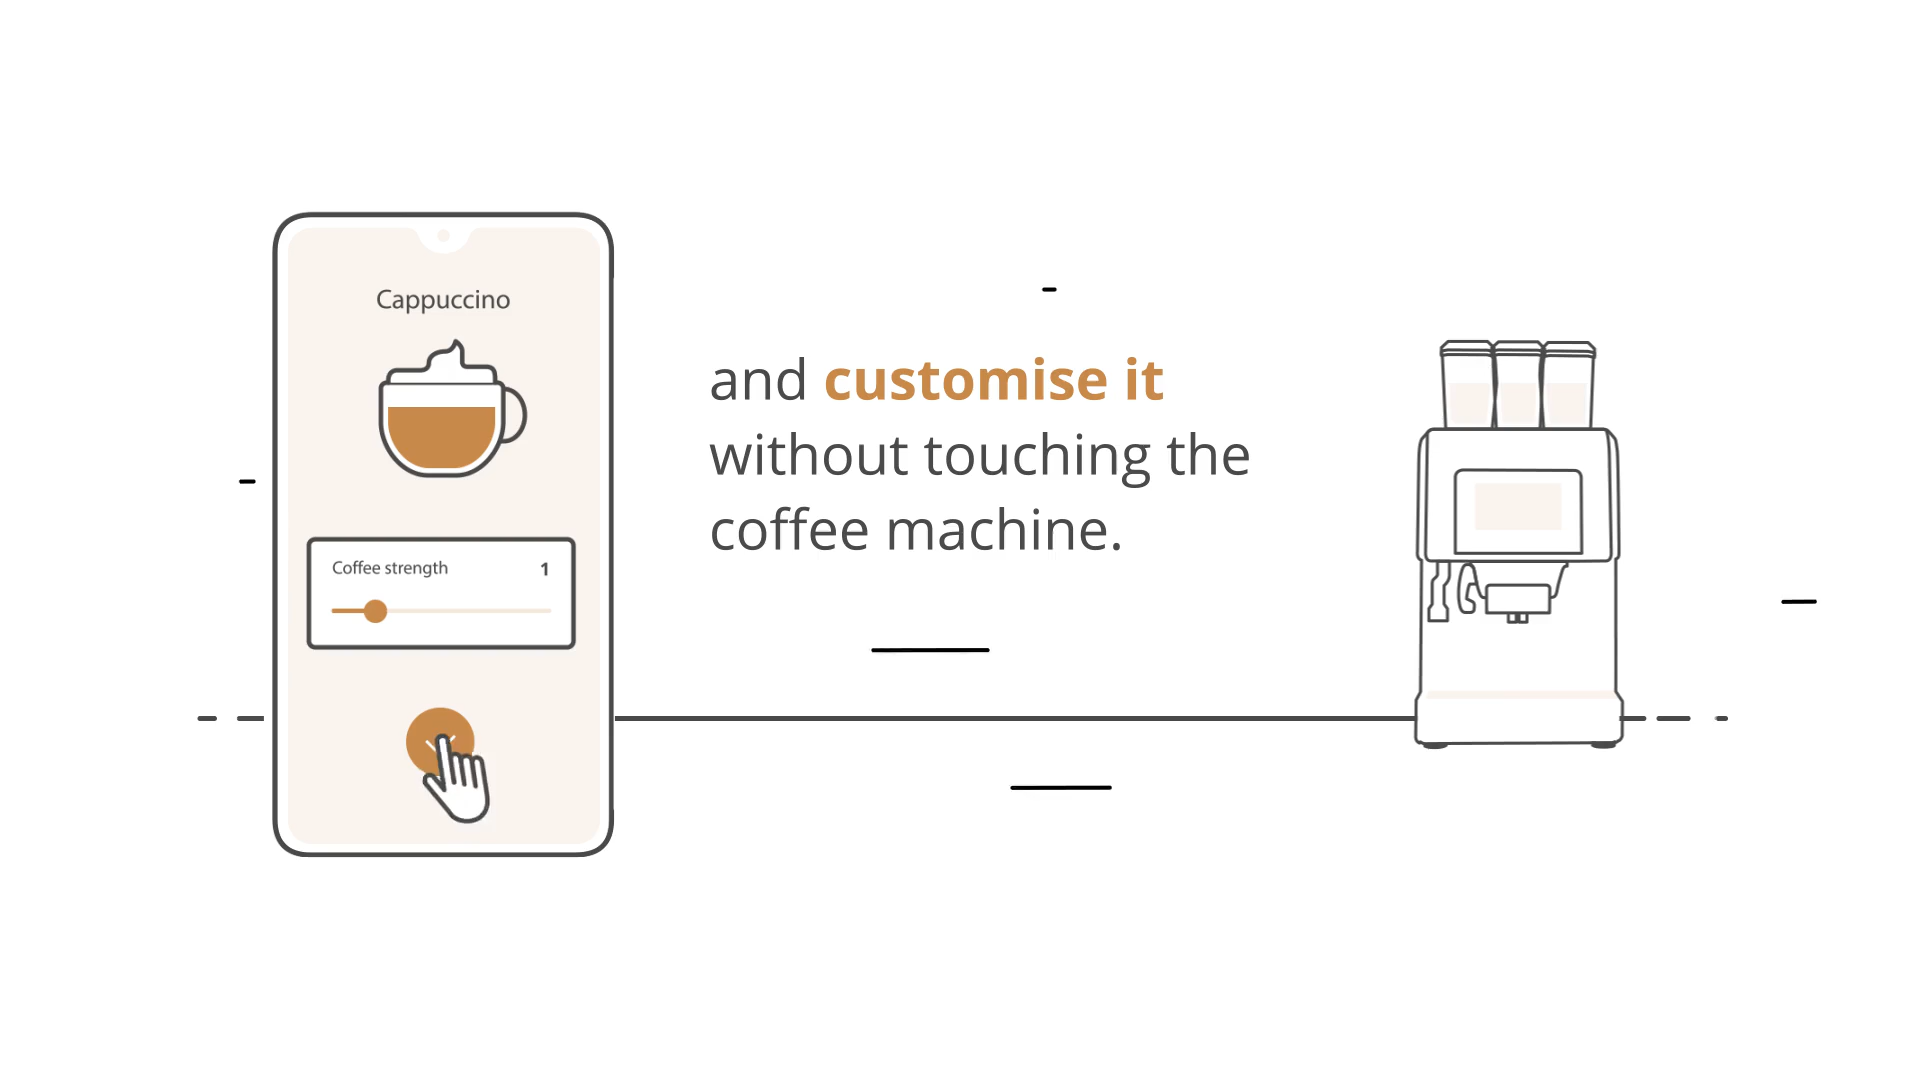 Cappuccino
Coffee strength 1
and customise it
without touching the
coffee machine.